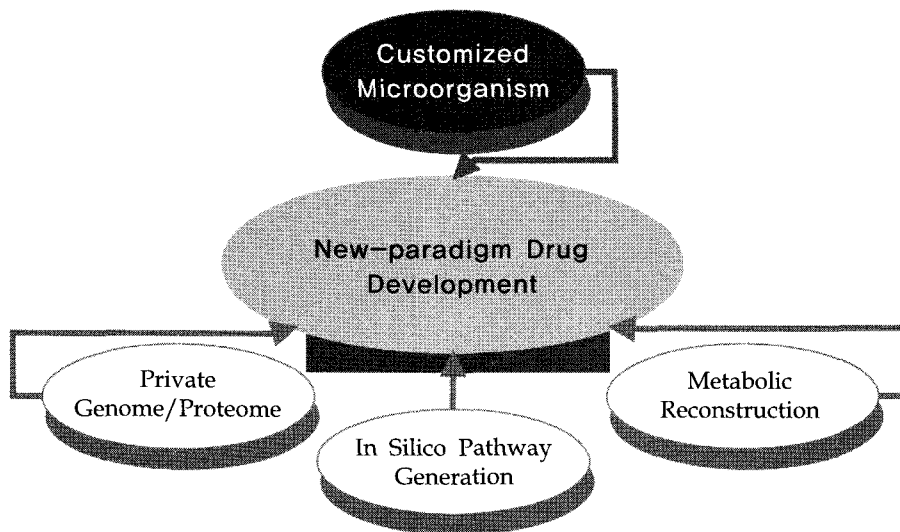 Customized
Microorganism
New-paradigm Drug
Development
Private
Genome/Proteome
In Silico Pathway
Generation
Metabolic
Reconstruction